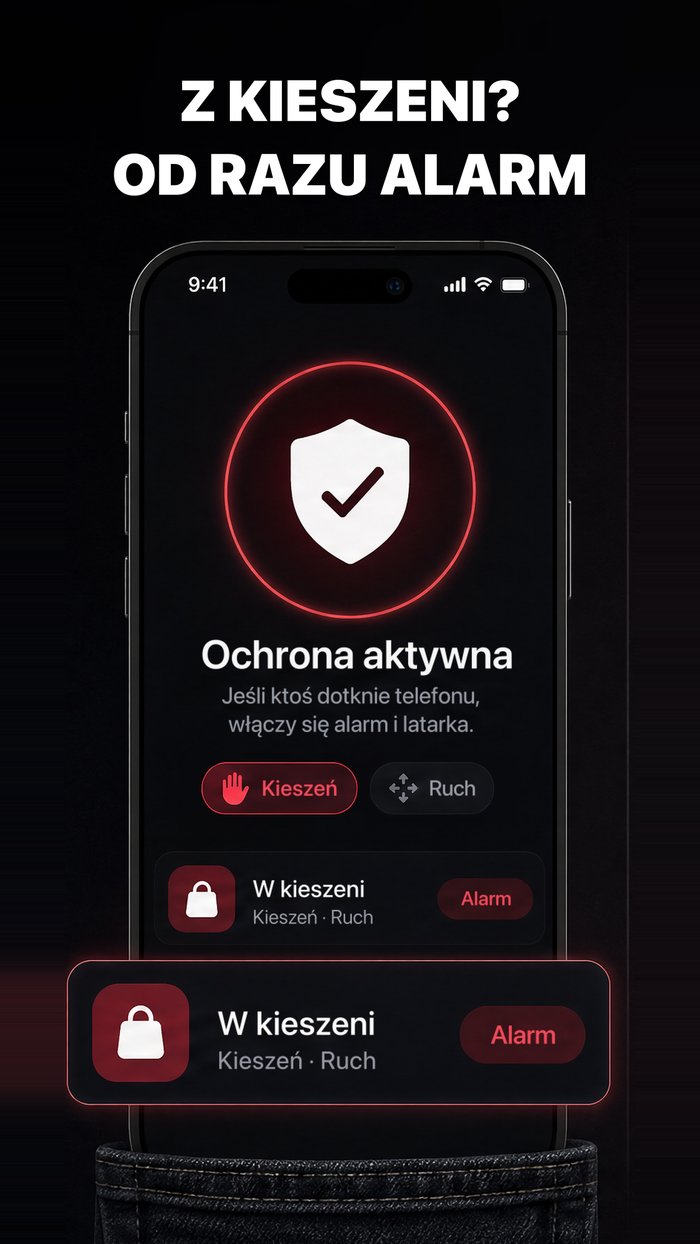 Z KIESZENI?
OD RAZU ALARM
9:41
Ochrona aktywna
Jeśli ktoś dotknie telefonu,
włączy się alarm i latarka.
Kieszeń
Ruch
W kieszeni
Kieszeń · Ruch
Alarm
W kieszeni
Kieszeń · Ruch
Alarm